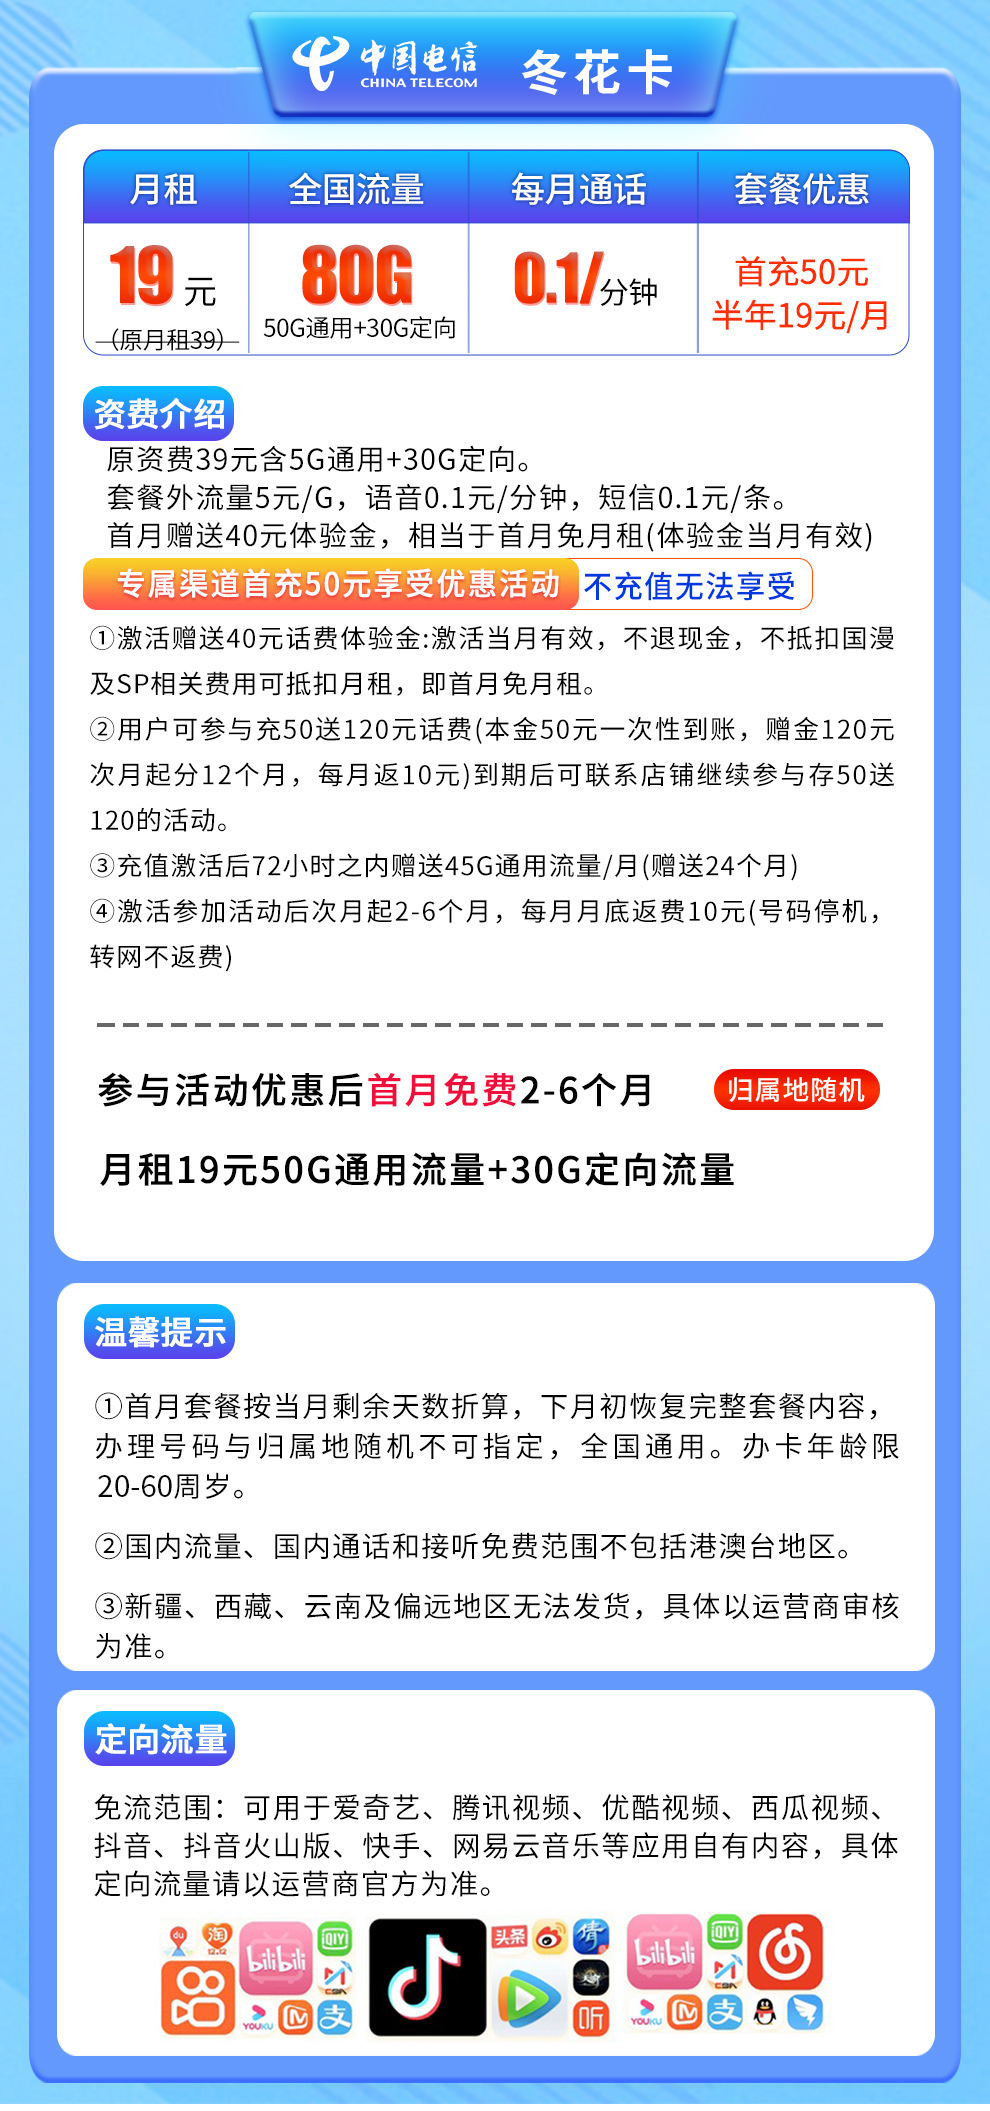 中国电信
CHINA TELECOM
冬花卡
月租 全国流量 每月通话 套餐优惠
19元 80G 0.1/分钟 首充50元
(原月租39) 50G通用+30G定向 半年19元/月
资费介绍
原资费39元含5G通用+30G定向。
套餐外流量5元/G，语音0.1元/分钟，短信0.1元/条。
首月赠送40元体验金，相当于首月免月租(体验金当月有效)
专属渠道首充50元享受优惠活动 不充值无法享受
①激活赠送40元话费体验金:激活当月有效，不退现金，不抵扣国漫
及SP相关费用可抵扣月租，即首月免月租。
②用户可参与充50送120元话费(本金50元一次性到账，赠金120元
次月起分12个月，每月返10元)到期后可联系店铺继续参与存50送
120的活动。
③充值激活后72小时之内赠送45G通用流量/月(赠送24个月)
④激活参加活动后次月起2-6个月，每月月底返费10元(号码停机，
转网不返费)
参与活动优惠后首月免费2-6个月 归属地随机
月租19元50G通用流量+30G定向流量
温馨提示
①首月套餐按当月剩余天数折算，下月初恢复完整套餐内容，
办理号码与归属地随机不可指定，全国通用。办卡年龄限
20-60周岁。
②国内流量、国内通话和接听免费范围不包括港澳台地区。
③新疆、西藏、云南及偏远地区无法发货，具体以运营商审核
为准。
定向流量
免流范围：可用于爱奇艺、腾讯视频、优酷视频、西瓜视频、
抖音、抖音火山版、快手、网易云音乐等应用自有内容，具体
定向流量请以运营商官方为准。
du 淘 12.12 bilibili iQIYI 头条 倩 bilibili iQIYI
CBA CBA
YOUKU 支 听 YOUKU 支